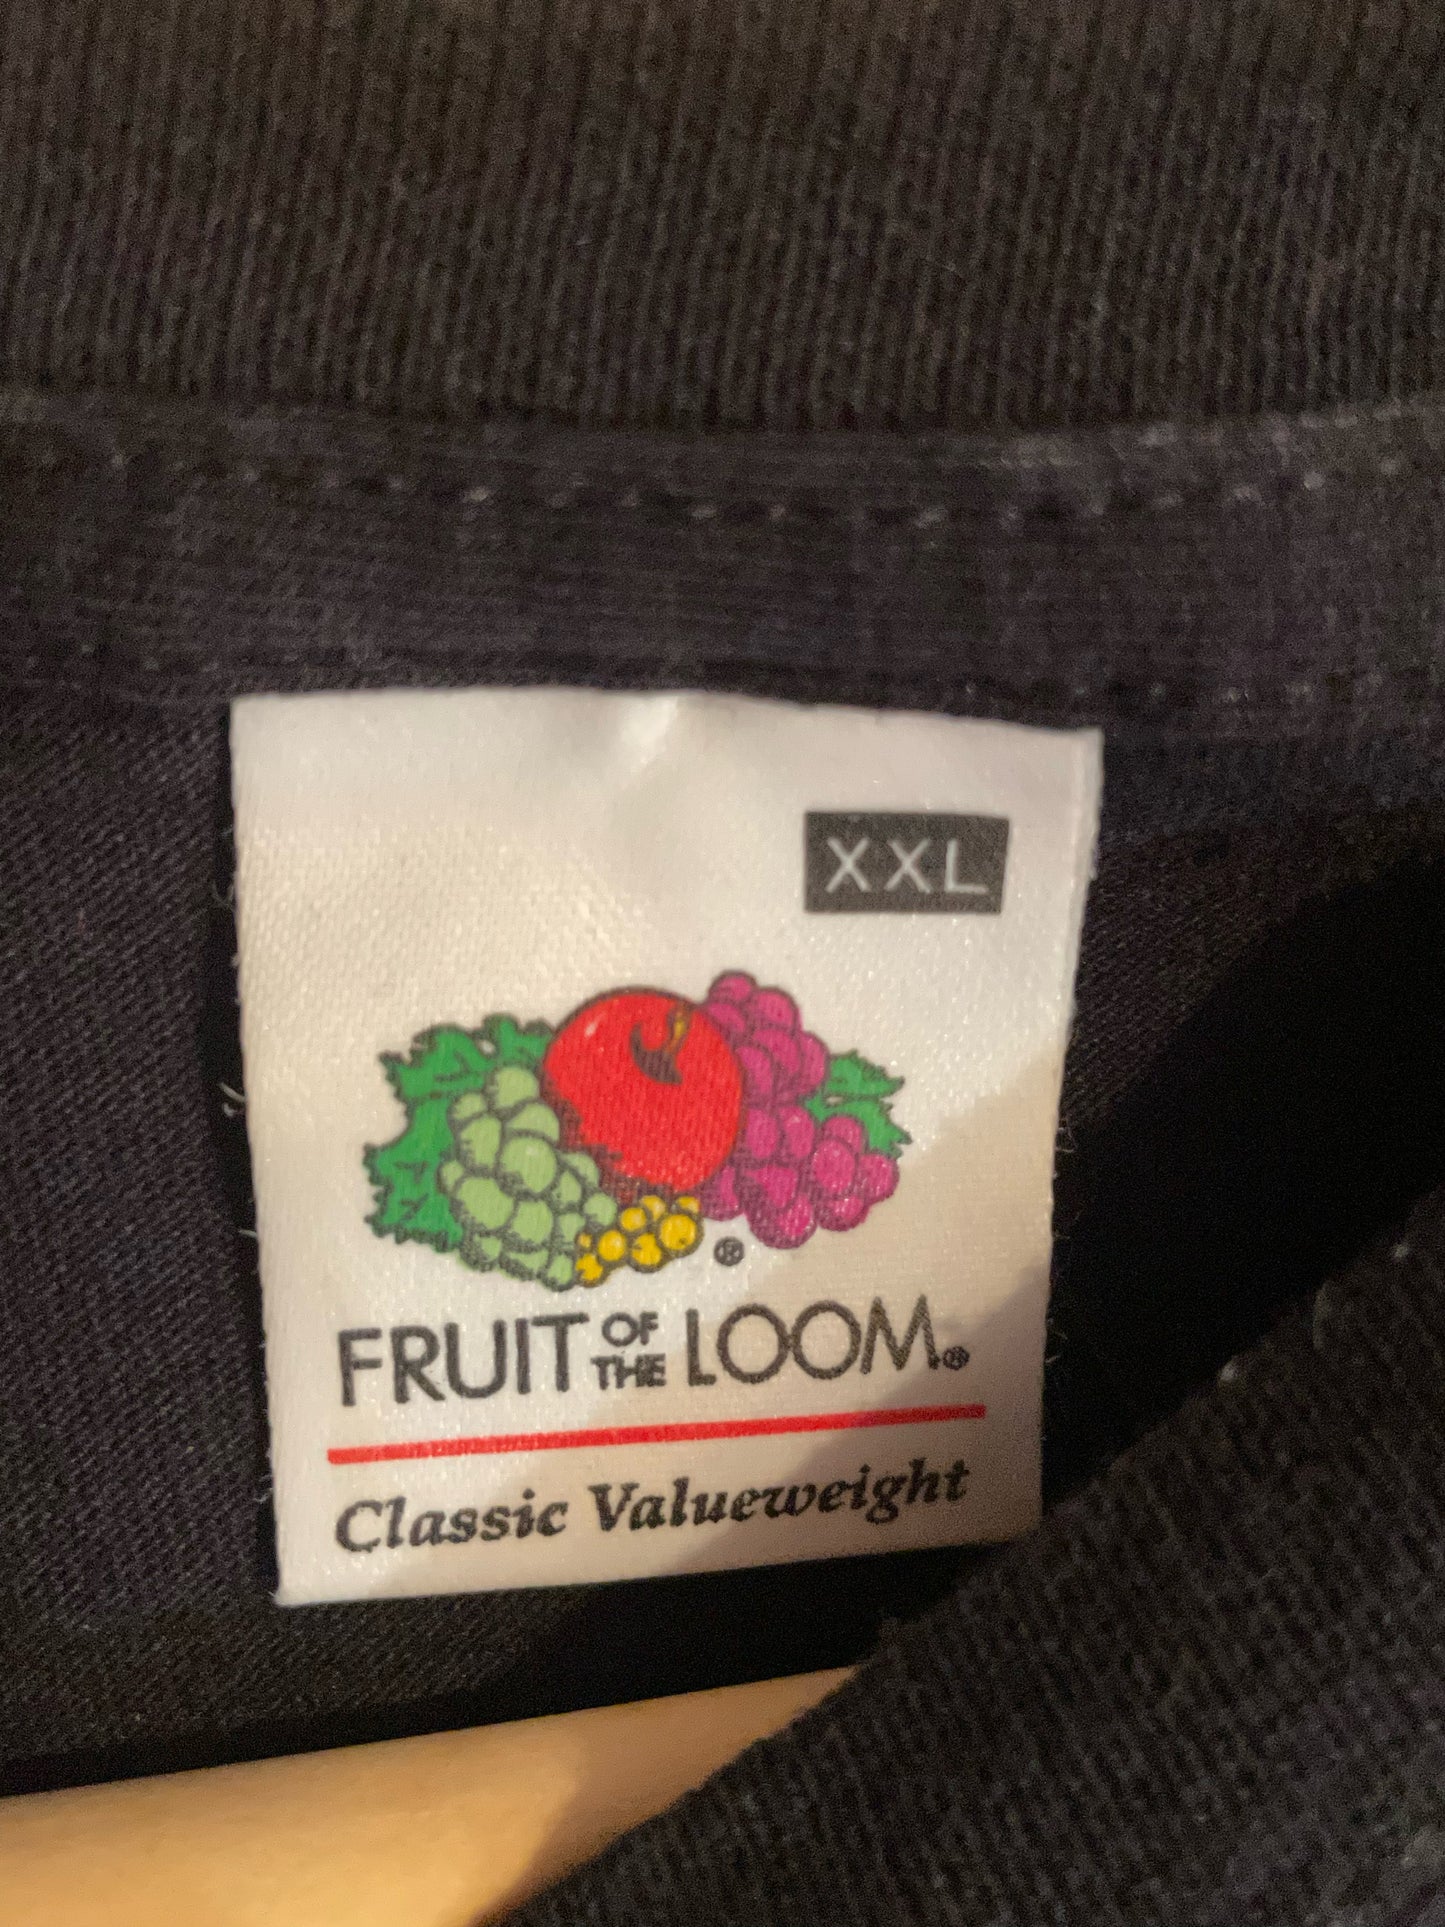 XXL
®
FRUIT OF THE LOOM®
Classic Valueweight